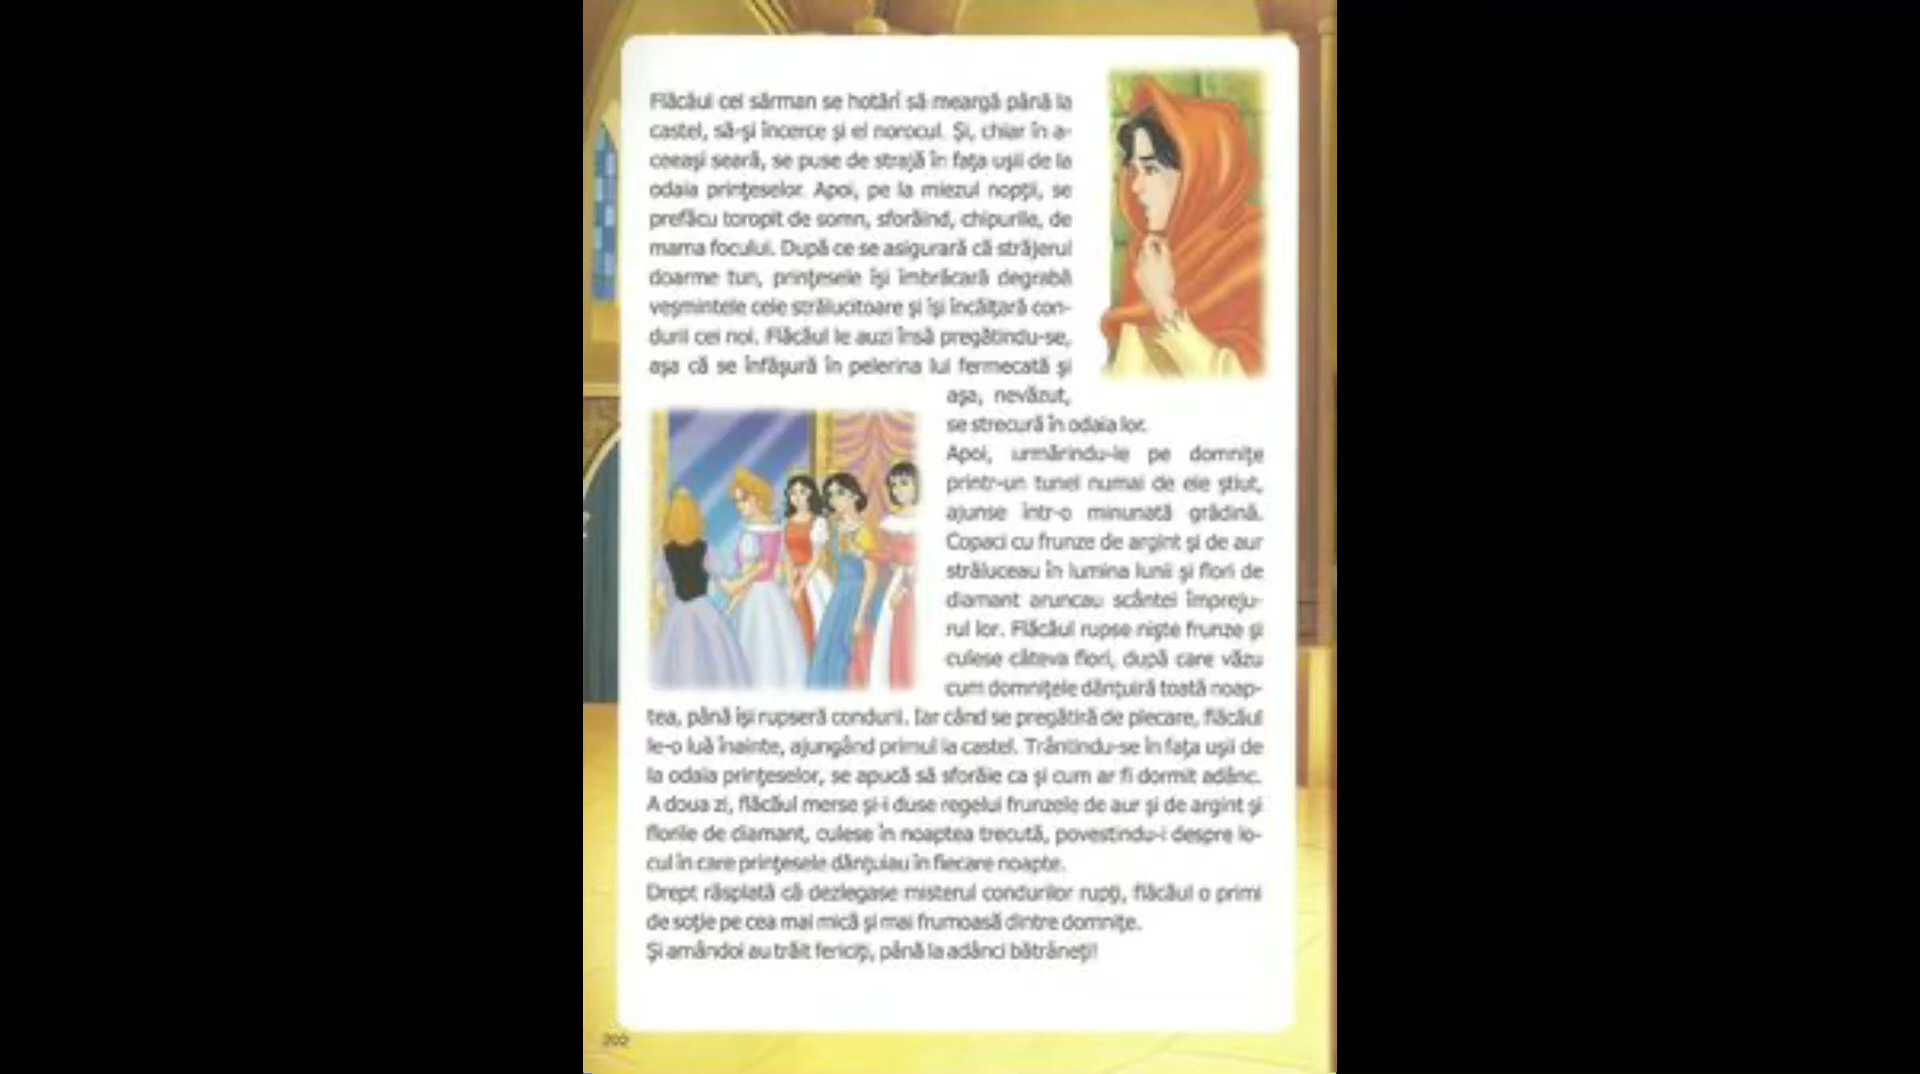 Flăcăul cel sărman se hotărî să meargă până la
castel, să-și încerce și el norocul. Și, chiar în a-
ceeași seară, se puse de strajă în fața ușii de la
odaia prințeselor. Apoi, pe la miezul nopții, se
prefăcu toropit de somn, sforăind, chipurile, de
mama focului. După ce se asigurară că străjerul
doarme tun, prințesele își îmbrăcară degrabă
veșmintele cele strălucitoare și își încălțară con-
durii cei noi. Flăcăul le auzi însă pregătindu-se,
așa că se înfășură în pelerina lui fermecată și
așa, nevăzut,
se strecură în odaia lor.
Apoi, urmărindu-le pe domnițe
printr-un tunel numai de ele știut,
ajunse într-o minunată grădină.
Copaci cu frunze de argint și de aur
străluceau în lumina lunii și flori de
diamant aruncau scântei împreju-
rul lor. Flăcăul rupse niște frunze și
culese câteva flori, după care văzu
cum domnițele dănțuiră toată noap-
tea, până își rupseră condurii. Iar când se pregătiră de plecare, flăcăul
le-o luă înainte, ajungând primul la castel. Trântindu-se în fața ușii de
la odaia prințeselor, se apucă să sforăie ca și cum ar fi dormit adânc.
A doua zi, flăcăul merse și-i duse regelui frunzele de aur și de argint și
florile de diamant, culese în noaptea trecută, povestindu-i despre lo-
cul în care prințesele dănțuiau în fiecare noapte.
Drept răsplată că dezlegase misterul condurilor rupți, flăcăul o primi
de soție pe cea mai mică și mai frumoasă dintre domnițe.
Și amândoi au trăit fericiți, până la adânci bătrâneți!
200